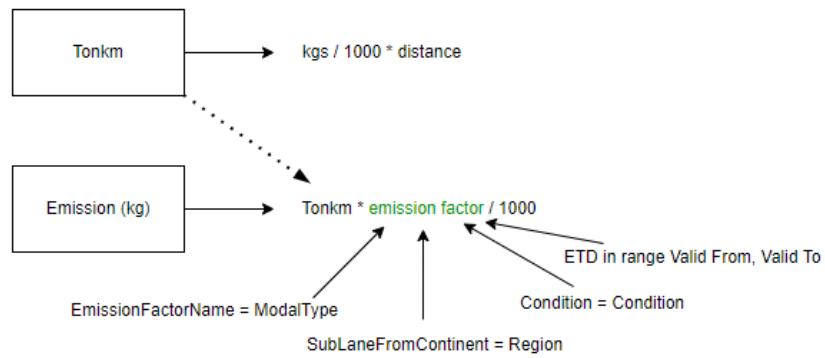 Tonkm
kgs / 1000 * distance
Emission (kg)
Tonkm * emission factor / 1000
ETD in range Valid From, Valid To
EmissionFactorName = ModalType
Condition = Condition
SubLaneFromContinent = Region